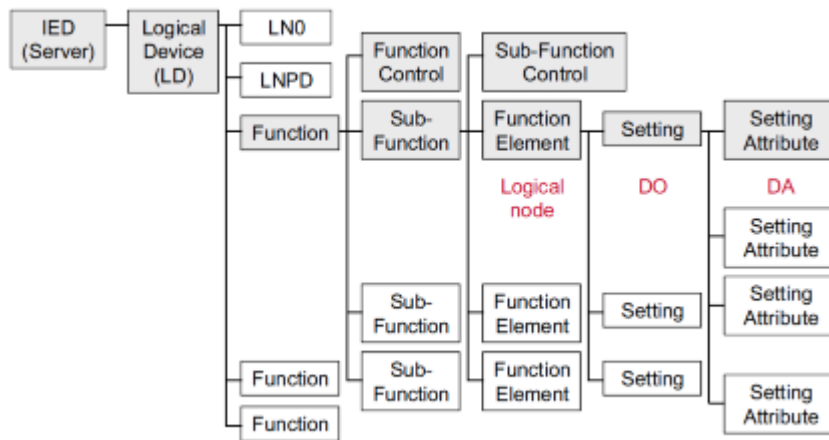 IED
(Server)
Logical
Device
(LD)
LN0
LNPD
Function
Function
Control
Sub-
Function
Sub-Function
Control
Function
Element
Setting
Setting
Attribute
Logical
node
DO
DA
Setting
Attribute
Sub-
Function
Function
Element
Setting
Setting
Attribute
Function
Sub-
Function
Function
Element
Setting
Setting
Attribute
Function